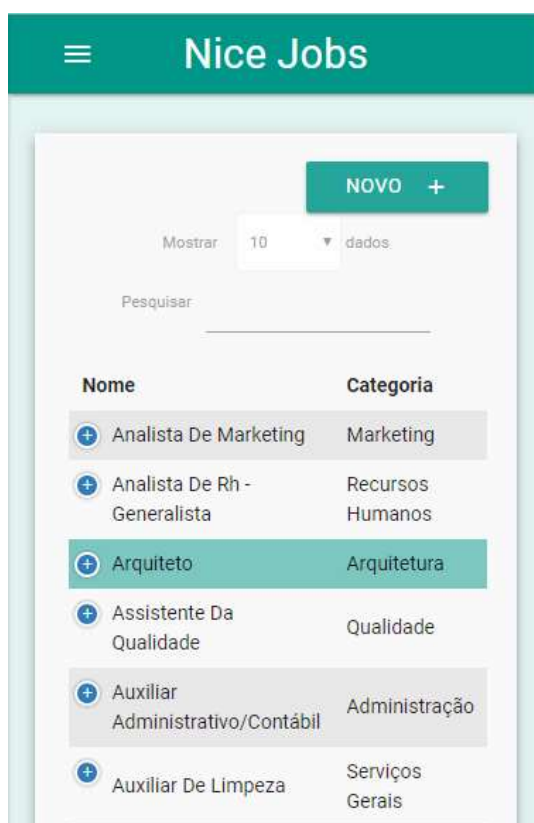 Nice Jobs
NOVO +
Mostrar 10 dados
Pesquisar
Nome Categoria
Analista De Marketing Marketing
Analista De Rh - Recursos
Generalista Humanos
Arquiteto Arquitetura
Assistente Da
Qualidade Qualidade
Auxiliar
Administrativo/Contábil Administração
Auxiliar De Limpeza Serviços
Gerais